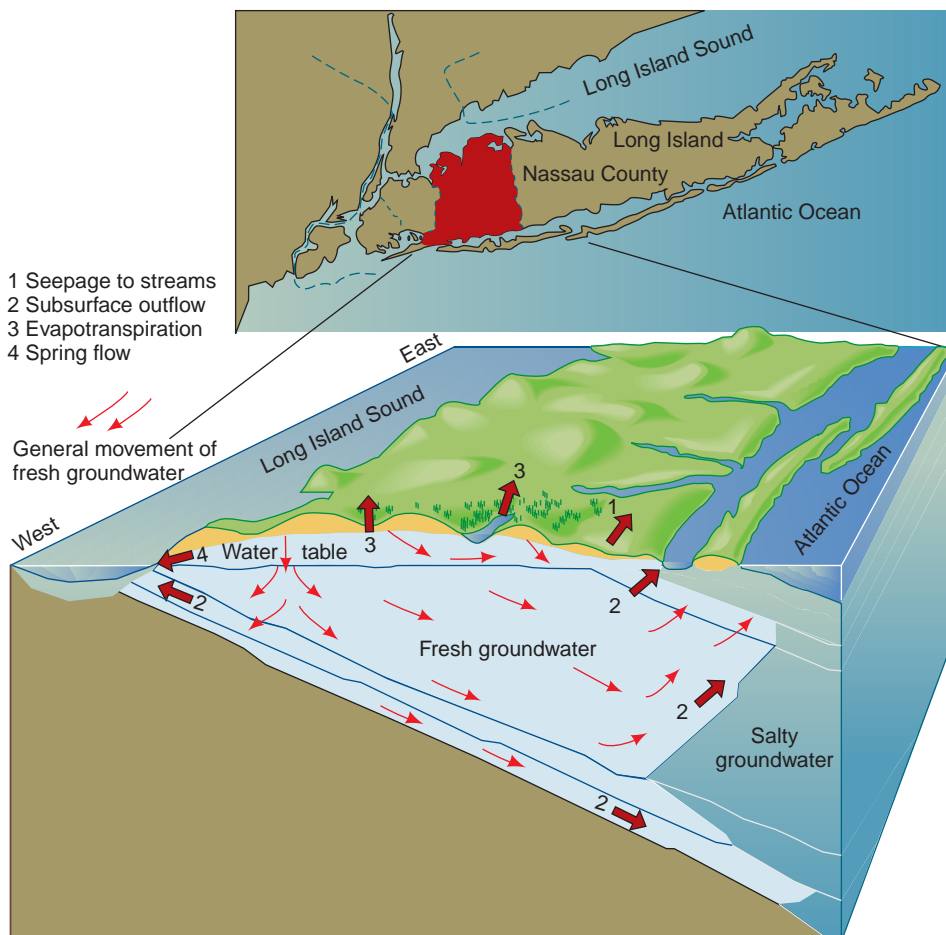 Long Island Sound
Long Island
Nassau County
Atlantic Ocean
1 Seepage to streams
2 Subsurface outflow
3 Evapotranspiration
4 Spring flow
General movement of
fresh groundwater
East
Long Island Sound
West
Atlantic Ocean
3
1
3
4
Water table
2
2
Fresh groundwater
2
Salty
groundwater
2